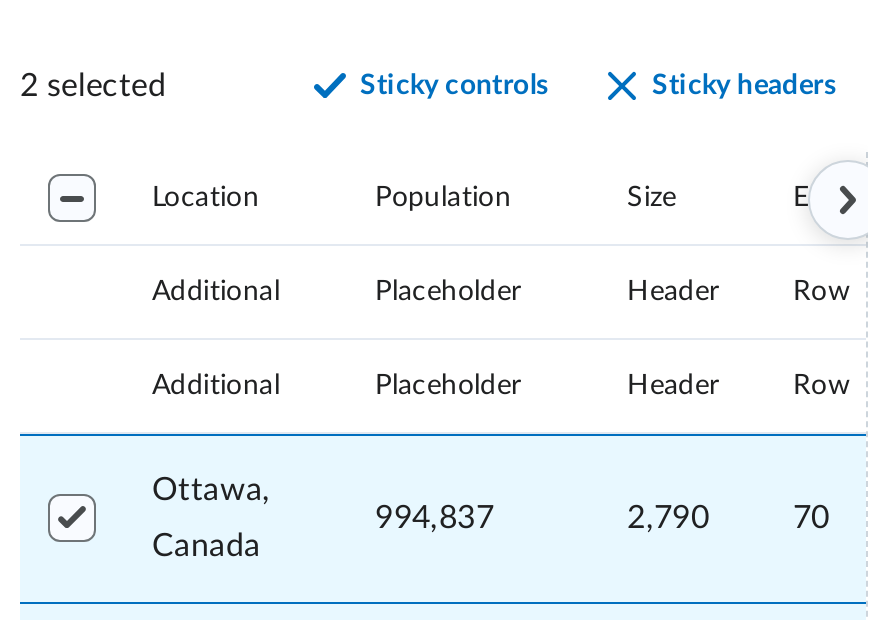 2 selected Sticky controls Sticky headers
Location Population Size
Additional Placeholder Header Row
Additional Placeholder Header Row
Ottawa,
Canada 994,837 2,790 70